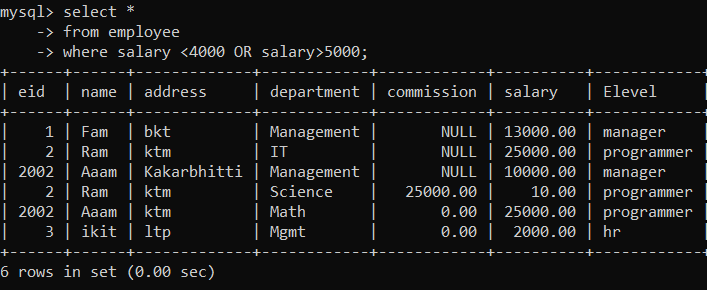 mysql> select *
    -> from employee
    -> where salary <4000 OR salary>5000;
+------+------+--------------+------------+------------+----------+------------+
| eid  | name | address      | department | commission | salary   | Elevel     |
+------+------+--------------+------------+------------+----------+------------+
|    1 | Fam  | bkt          | Management |       NULL | 13000.00 | manager    |
|    2 | Ram  | ktm          | IT         |       NULL | 25000.00 | programmer |
| 2002 | Aaam | Kakarbhitti  | Management |       NULL | 10000.00 | manager    |
|    2 | Ram  | ktm          | Science    |   25000.00 |    10.00 | programmer |
| 2002 | Aaam | ktm          | Math       |       0.00 | 25000.00 | programmer |
|    3 | ikit | ltp          | Mgmt       |       0.00 |  2000.00 | hr         |
+------+------+--------------+------------+------------+----------+------------+
6 rows in set (0.00 sec)